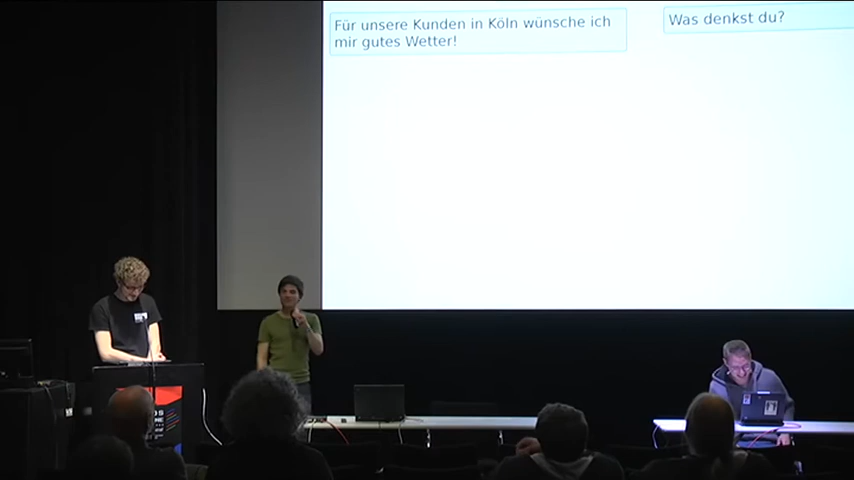 Für unsere Kunden in Köln wünsche ich
mir gutes Wetter!
Was denkst du?